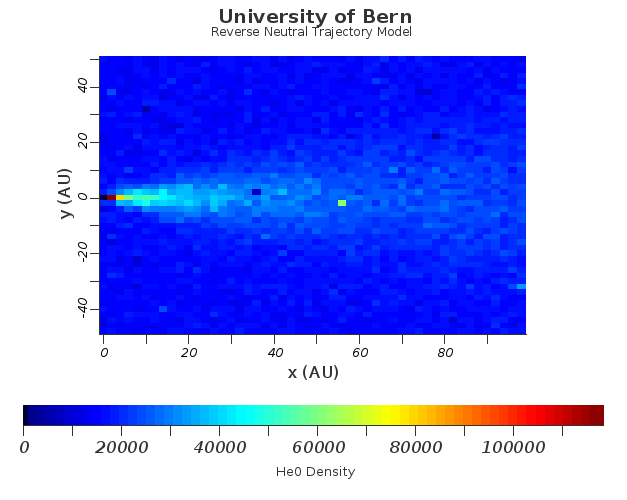 University of Bern
Reverse Neutral Trajectory Model
40
20
0
-20
-40
y (AU)
0 20 40 60 80
x (AU)
0 20000 40000 60000 80000 100000
He0 Density